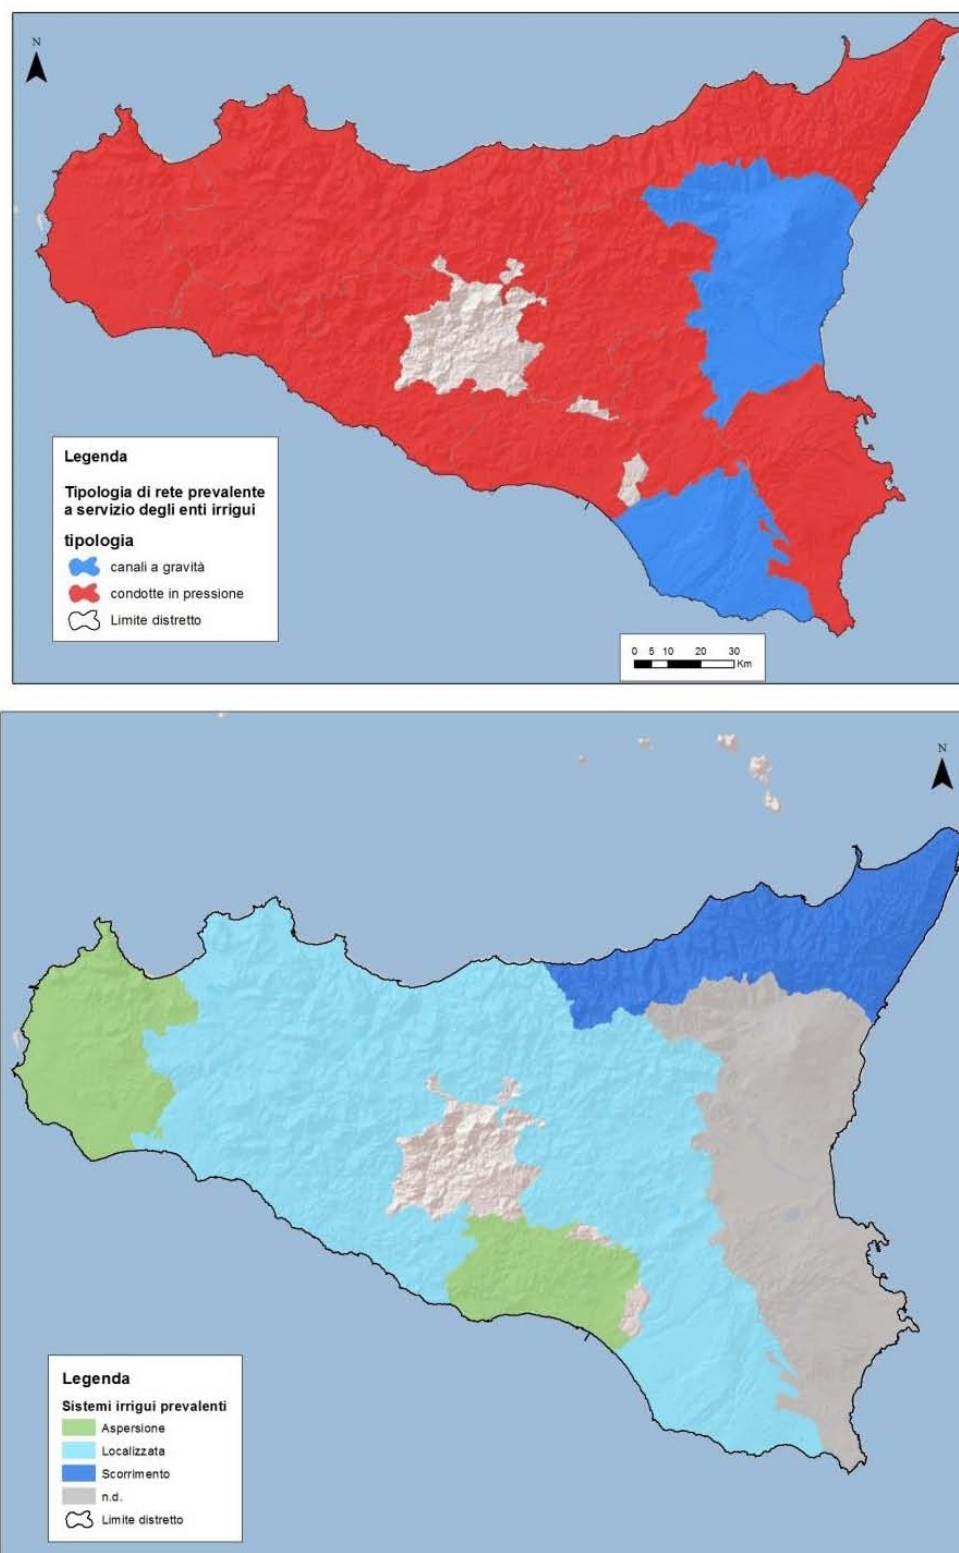 N
Legenda
Tipologia di rete prevalente
a servizio degli enti irrigui
tipologia
canali a gravità
condotte in pressione
Limite distretto
0 5 10 20 30
Km
N
Legenda
Sistemi irrigui prevalenti
Aspersione
Localizzata
Scorrimento
n.d.
Limite distretto